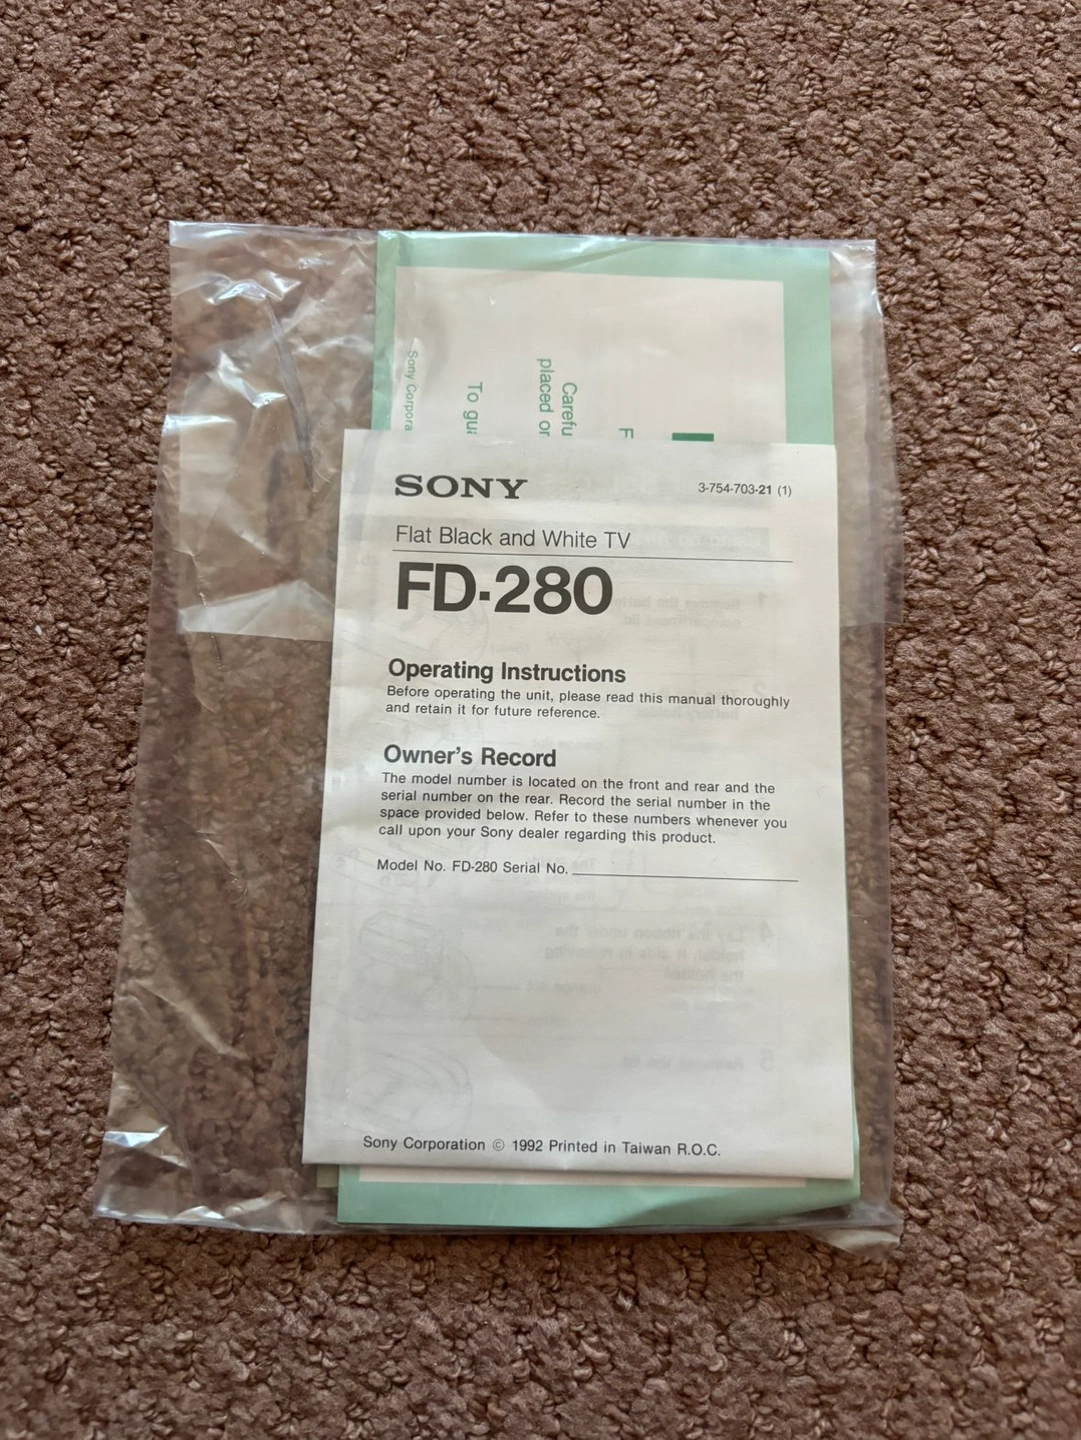 Sony Corpora
To gua
Carefu
placed or
F
SONY
3-754-703-21 (1)
Flat Black and White TV
FD-280
Operating Instructions
Before operating the unit, please read this manual thoroughly
and retain it for future reference.
Owner's Record
The model number is located on the front and rear and the
serial number on the rear. Record the serial number in the
space provided below. Refer to these numbers whenever you
call upon your Sony dealer regarding this product.
Model No. FD-280 Serial No.
Sony Corporation © 1992 Printed in Taiwan R.O.C.